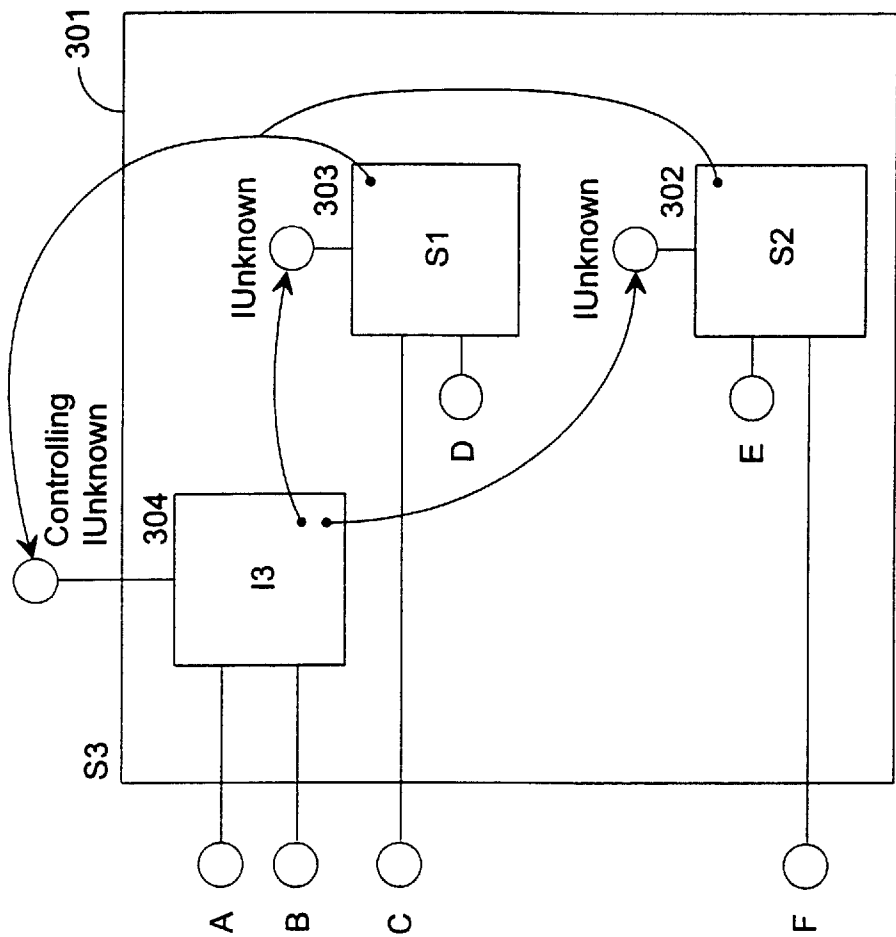 301
Controlling
IUnknown
S3
304
I3
IUnknown
303
S1
IUnknown
302
S2
A
B
C
D
E
F